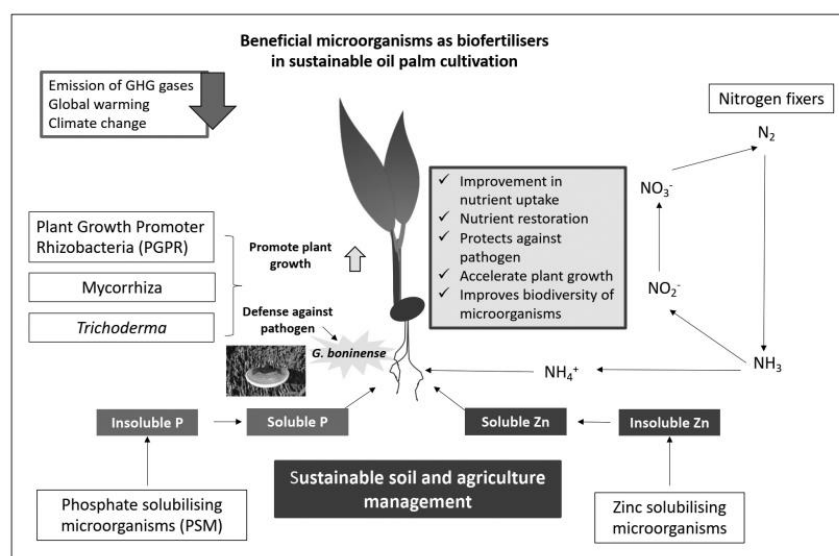 Beneficial microorganisms as biofertilisers
in sustainable oil palm cultivation
Emission of GHG gases
Global warming
Climate change
Nitrogen fixers
N₂
NO₃⁻
NO₂⁻
NH₃
NH₄⁺
✓ Improvement in
nutrient uptake
✓ Nutrient restoration
✓ Protects against
pathogen
✓ Accelerate plant growth
✓ Improves biodiversity of
microorganisms
Plant Growth Promoter
Rhizobacteria (PGPR)
Mycorrhiza
Trichoderma
Promote plant
growth
Defense against
pathogen
G. boninense
Insoluble P
Soluble P
Soluble Zn
Insoluble Zn
Phosphate solubilising
microorganisms (PSM)
Sustainable soil and agriculture
management
Zinc solubilising
microorganisms